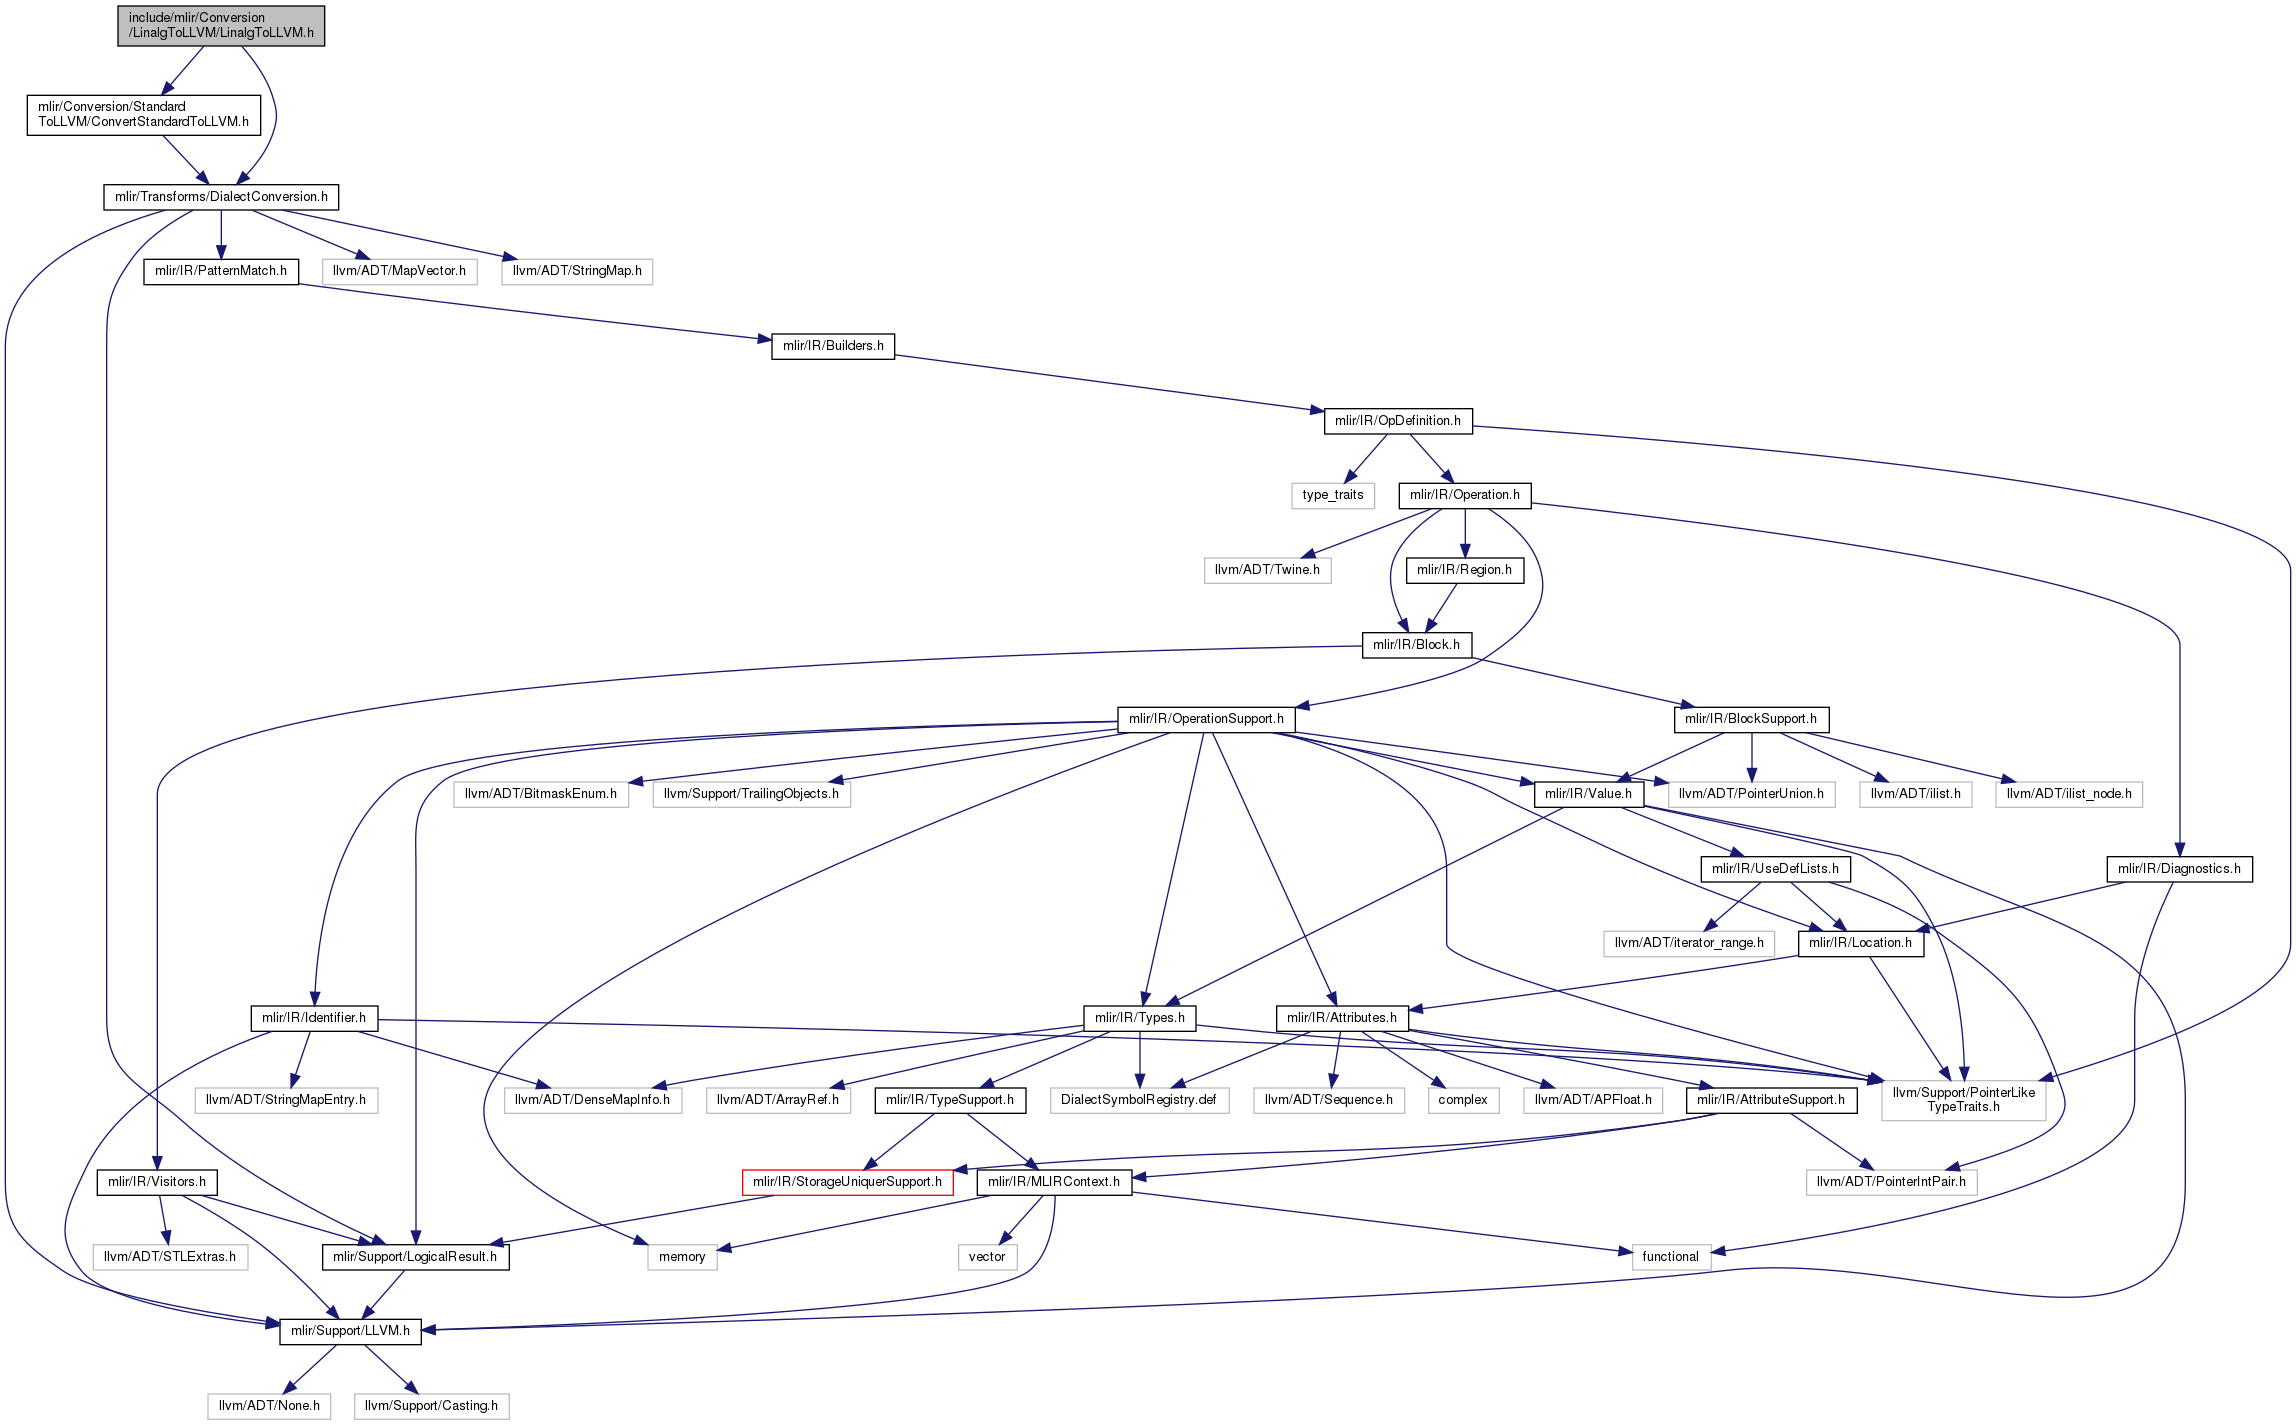 include/mlir/Conversion
/LinalgToLLVM/LinalgToLLVM.h
mlir/Conversion/Standard
ToLLVM/ConvertStandardToLLVM.h
mlir/Transforms/DialectConversion.h
mlir/IR/PatternMatch.h
llvm/ADT/MapVector.h
llvm/ADT/StringMap.h
mlir/IR/Builders.h
mlir/IR/OpDefinition.h
type_traits
mlir/IR/Operation.h
llvm/ADT/Twine.h
mlir/IR/Region.h
mlir/IR/Block.h
mlir/IR/OperationSupport.h
mlir/IR/BlockSupport.h
llvm/ADT/BitmaskEnum.h
llvm/Support/TrailingObjects.h
mlir/IR/Value.h
llvm/ADT/PointerUnion.h
llvm/ADT/ilist.h
llvm/ADT/ilist_node.h
mlir/IR/UseDefLists.h
mlir/IR/Diagnostics.h
llvm/ADT/iterator_range.h
mlir/IR/Location.h
mlir/IR/Identifier.h
mlir/IR/Types.h
mlir/IR/Attributes.h
llvm/ADT/StringMapEntry.h
llvm/ADT/DenseMapInfo.h
llvm/ADT/ArrayRef.h
mlir/IR/TypeSupport.h
DialectSymbolRegistry.def
llvm/ADT/Sequence.h
complex
llvm/ADT/APFloat.h
mlir/IR/AttributeSupport.h
llvm/Support/PointerLike
TypeTraits.h
mlir/IR/Visitors.h
mlir/IR/StorageUniquerSupport.h
mlir/IR/MLIRContext.h
llvm/ADT/PointerIntPair.h
llvm/ADT/STLExtras.h
mlir/Support/LogicalResult.h
memory
vector
functional
mlir/Support/LLVM.h
llvm/ADT/None.h
llvm/Support/Casting.h